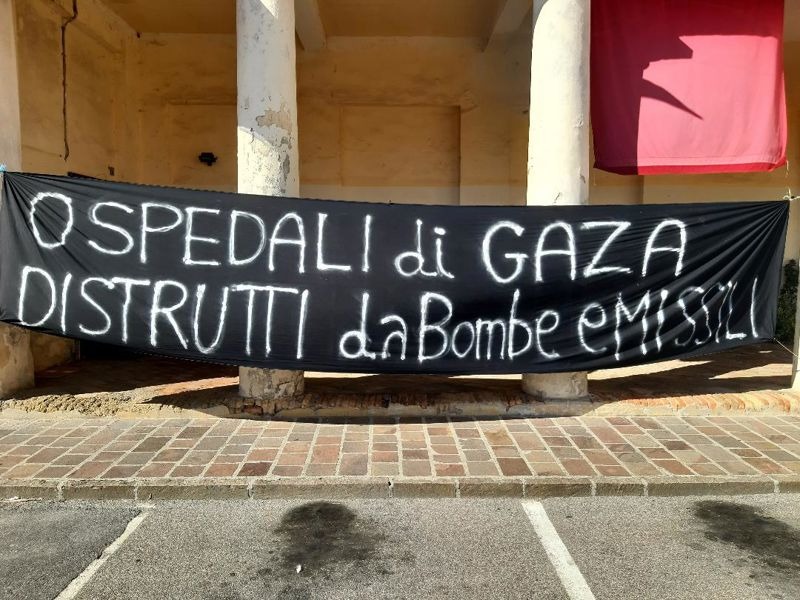 OSPEDALI di GAZA
DISTRUTTI da Bombe e MISSILI